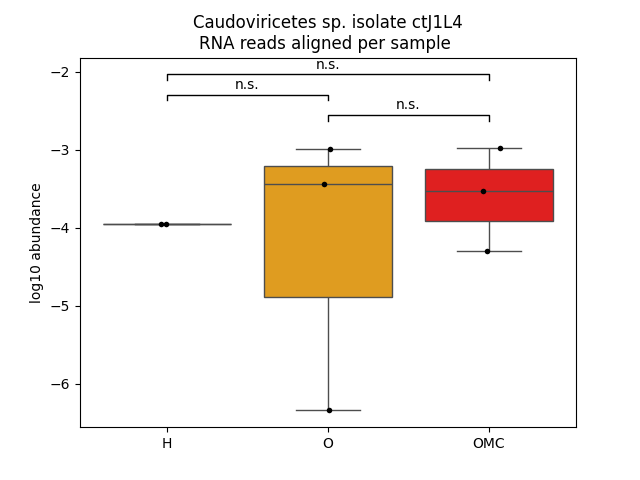 Caudoviricetes sp. isolate ctJ1L4
RNA reads aligned per sample
n.s.
n.s.
n.s.
−2
−3
−4
−5
−6
log10 abundance
H
O
OMC